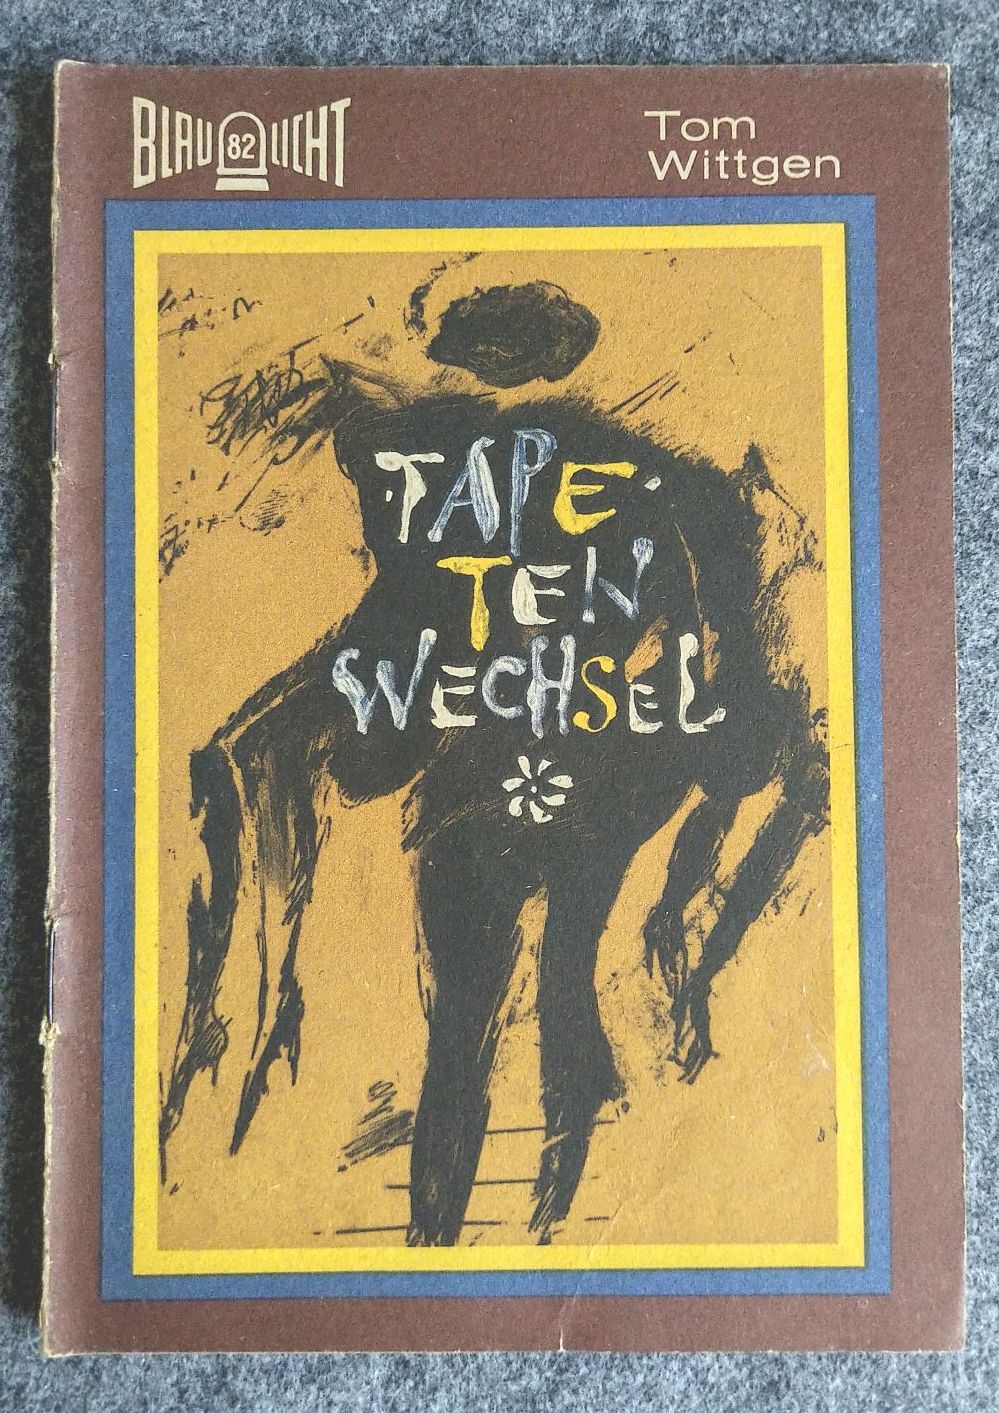 BLAU 82 LICHT
Tom
Wittgen
TAPE-
TEN
WECHSEL